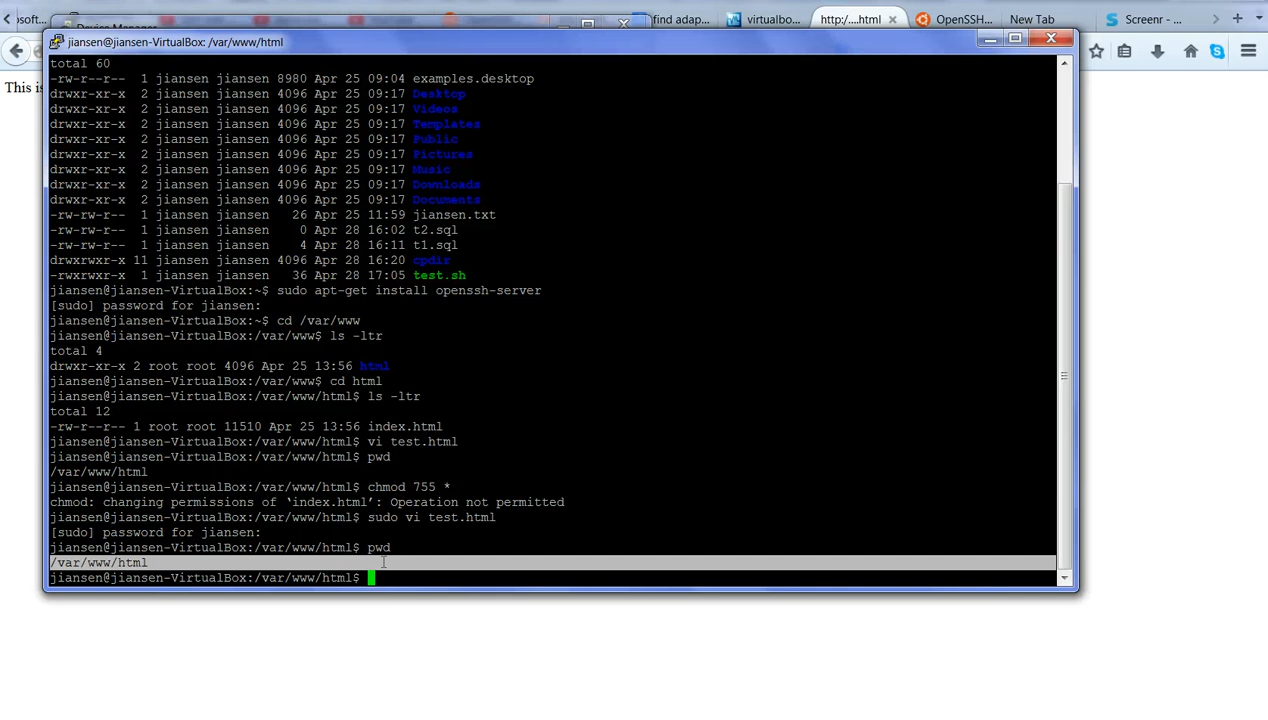 osoft...
find adap...
virtualbo...
http:/....html
OpenSSH...
New Tab
Screenr - ...
jiansen@jiansen-VirtualBox: /var/www/html
This is
total 60
-rw-r--r-- 1 jiansen jiansen 8980 Apr 25 09:04 examples.desktop
drwxr-xr-x 2 jiansen jiansen 4096 Apr 25 09:17 Desktop
drwxr-xr-x 2 jiansen jiansen 4096 Apr 25 09:17 Videos
drwxr-xr-x 2 jiansen jiansen 4096 Apr 25 09:17 Templates
drwxr-xr-x 2 jiansen jiansen 4096 Apr 25 09:17 Public
drwxr-xr-x 2 jiansen jiansen 4096 Apr 25 09:17 Pictures
drwxr-xr-x 2 jiansen jiansen 4096 Apr 25 09:17 Music
drwxr-xr-x 2 jiansen jiansen 4096 Apr 25 09:17 Downloads
drwxr-xr-x 2 jiansen jiansen 4096 Apr 25 09:17 Documents
-rw-rw-r-- 1 jiansen jiansen 26 Apr 25 11:59 jiansen.txt
-rw-rw-r-- 1 jiansen jiansen 0 Apr 28 16:02 t2.sql
-rw-rw-r-- 1 jiansen jiansen 4 Apr 28 16:11 t1.sql
drwxrwxr-x 11 jiansen jiansen 4096 Apr 28 16:20 cpdir
-rwxrwxr-x 1 jiansen jiansen 36 Apr 28 17:05 test.sh
jiansen@jiansen-VirtualBox:~$ sudo apt-get install openssh-server
[sudo] password for jiansen:
jiansen@jiansen-VirtualBox:~$ cd /var/www
jiansen@jiansen-VirtualBox:/var/www$ ls -ltr
total 4
drwxr-xr-x 2 root root 4096 Apr 25 13:56 html
jiansen@jiansen-VirtualBox:/var/www$ cd html
jiansen@jiansen-VirtualBox:/var/www/html$ ls -ltr
total 12
-rw-r--r-- 1 root root 11510 Apr 25 13:56 index.html
jiansen@jiansen-VirtualBox:/var/www/html$ vi test.html
jiansen@jiansen-VirtualBox:/var/www/html$ pwd
/var/www/html
jiansen@jiansen-VirtualBox:/var/www/html$ chmod 755 *
chmod: changing permissions of ‘index.html’: Operation not permitted
jiansen@jiansen-VirtualBox:/var/www/html$ sudo vi test.html
[sudo] password for jiansen:
jiansen@jiansen-VirtualBox:/var/www/html$ pwd
/var/www/html
jiansen@jiansen-VirtualBox:/var/www/html$